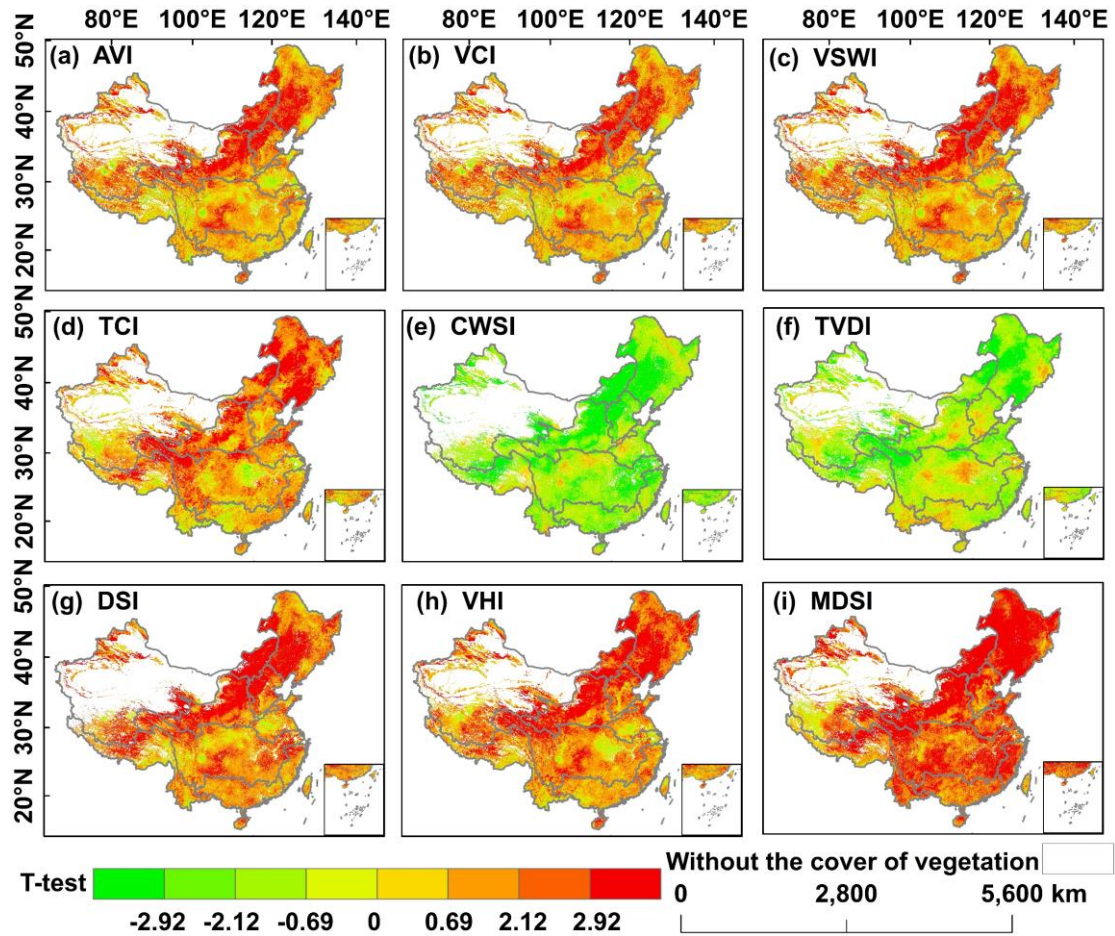 80°E 100°E 120°E 140°E 80°E 100°E 120°E 140°E 80°E 100°E 120°E 140°E
50°N
40°N
30°N
20°N
(a) AVI
(b) VCI
(c) VSWI
50°N
40°N
30°N
20°N
(d) TCI
(e) CWSI
(f) TVDI
50°N
40°N
30°N
20°N
(g) DSI
(h) VHI
(i) MDSI
T-test
-2.92 -2.12 -0.69 0 0.69 2.12 2.92
Without the cover of vegetation
0 2,800 5,600 km